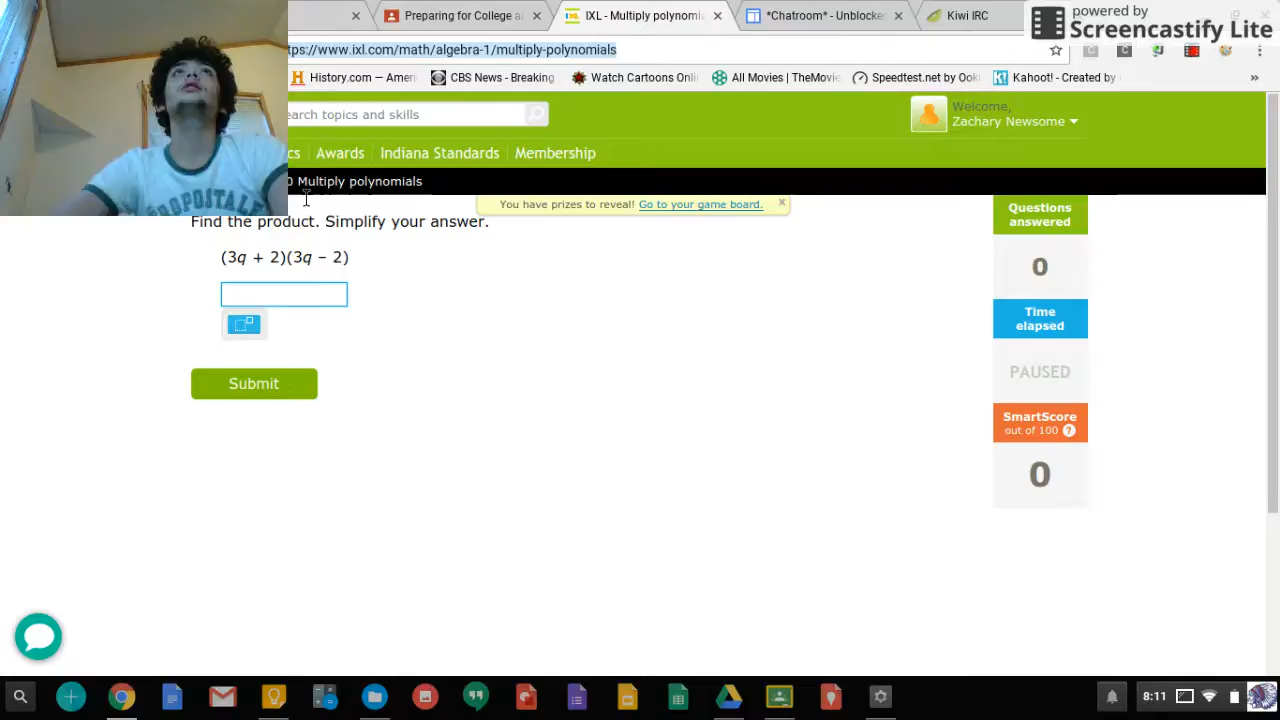 powered by
Screencastify Lite
Preparing for College a
IXL - Multiply polynomi
*Chatroom* - Unblocke
Kiwi IRC
tps://www.ixl.com/math/algebra-1/multiply-polynomials
History.com — Ameri
CBS News - Breaking
Watch Cartoons Onli
All Movies | TheMovie
Speedtest.net by Ookl
Kahoot! - Created by
»
earch topics and skills
Welcome,
Zachary Newsome
cs Awards Indiana Standards Membership
0 Multiply polynomials
You have prizes to reveal! Go to your game board.
Find the product. Simplify your answer.
(3q + 2)(3q – 2)
Submit
Questions
answered
0
Time
elapsed
PAUSED
SmartScore
out of 100 ?
0
AEROPOSTALE
8:11